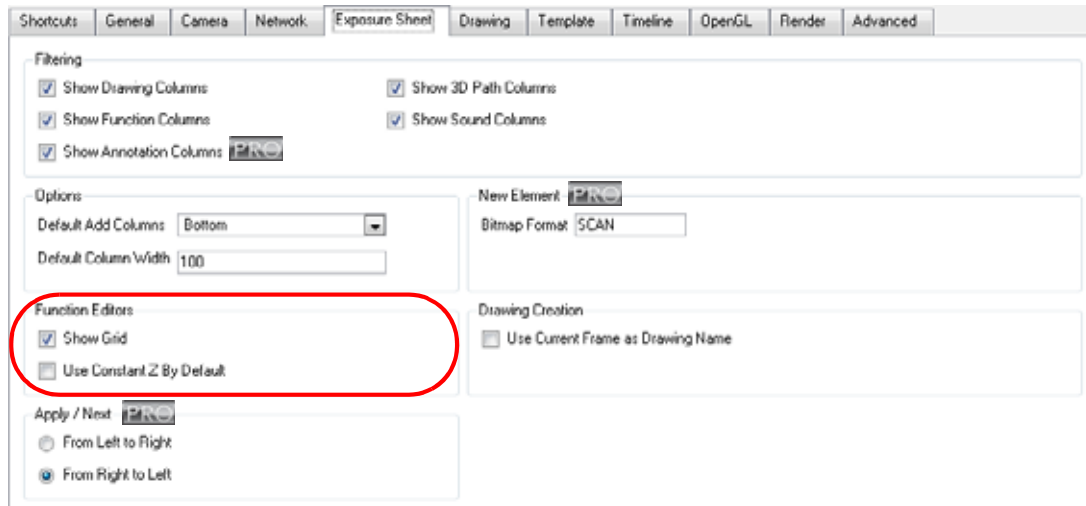 Shortcuts General Camera Network Exposure Sheet Drawing Template Timeline OpenGL Render Advanced
Filtering
Show Drawing Columns
Show 3D Path Columns
Show Function Columns
Show Sound Columns
Show Annotation Columns PRO
Options
Default Add Columns Bottom
Default Column Width 100
New Element PRO
Bitmap Format SCAN
Function Editors
Show Grid
Use Constant Z By Default
Drawing Creation
Use Current Frame as Drawing Name
Apply / Next PRO
From Left to Right
From Right to Left